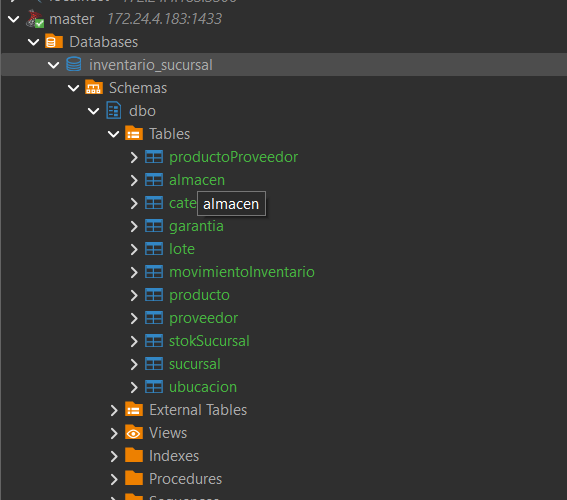 master 172.24.4.183:1433
Databases
inventario_sucursal
Schemas
dbo
Tables
productoProveedor
almacen
cate
almacen
garantia
lote
movimientoInventario
producto
proveedor
stokSucursal
sucursal
ubucacion
External Tables
Views
Indexes
Procedures